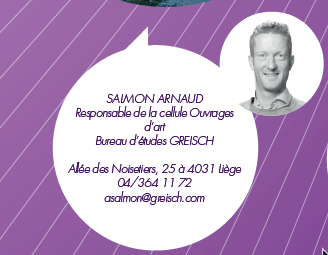 SALMON ARNAUD
Responsable de la cellule Ouvrages
d'art
Bureau d'études GREISCH
Allée des Noisetiers, 25 à 4031 Liège
04/364 11 72
asalmon@greisch.com